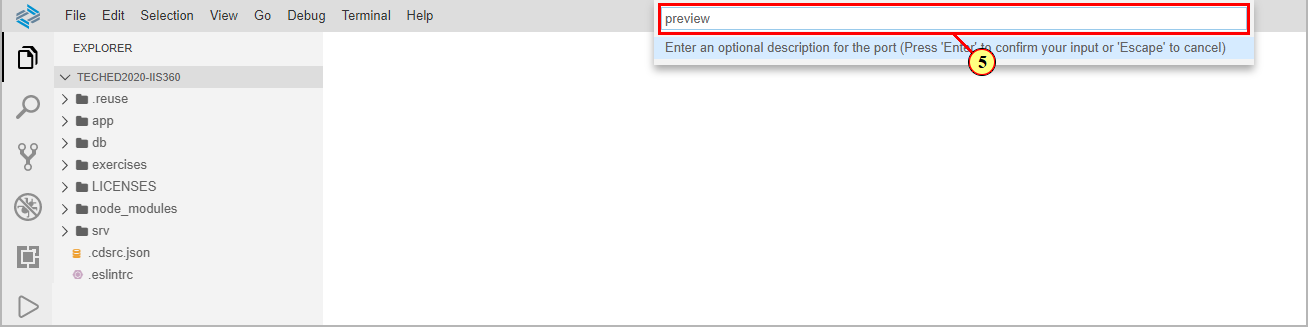 File Edit Selection View Go Debug Terminal Help
preview
Enter an optional description for the port (Press 'Enter' to confirm your input or 'Escape' to cancel)
5
EXPLORER
TECHED2020-IIS360
.reuse
app
db
exercises
LICENSES
node_modules
srv
.cdsrc.json
.eslintrc